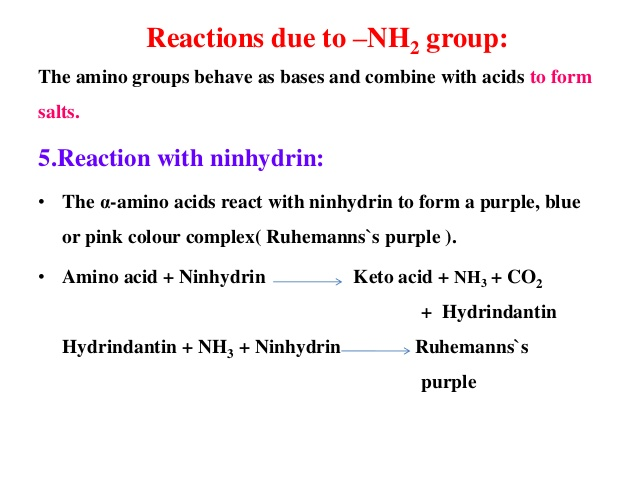 Reactions due to –NH2 group:
The amino groups behave as bases and combine with acids to form
salts.
5.Reaction with ninhydrin:
• The α-amino acids react with ninhydrin to form a purple, blue
or pink colour complex( Ruhemanns`s purple ).
• Amino acid + Ninhydrin → Keto acid + NH3 + CO2
+ Hydrindantin
Hydrindantin + NH3 + Ninhydrin → Ruhemanns`s
purple